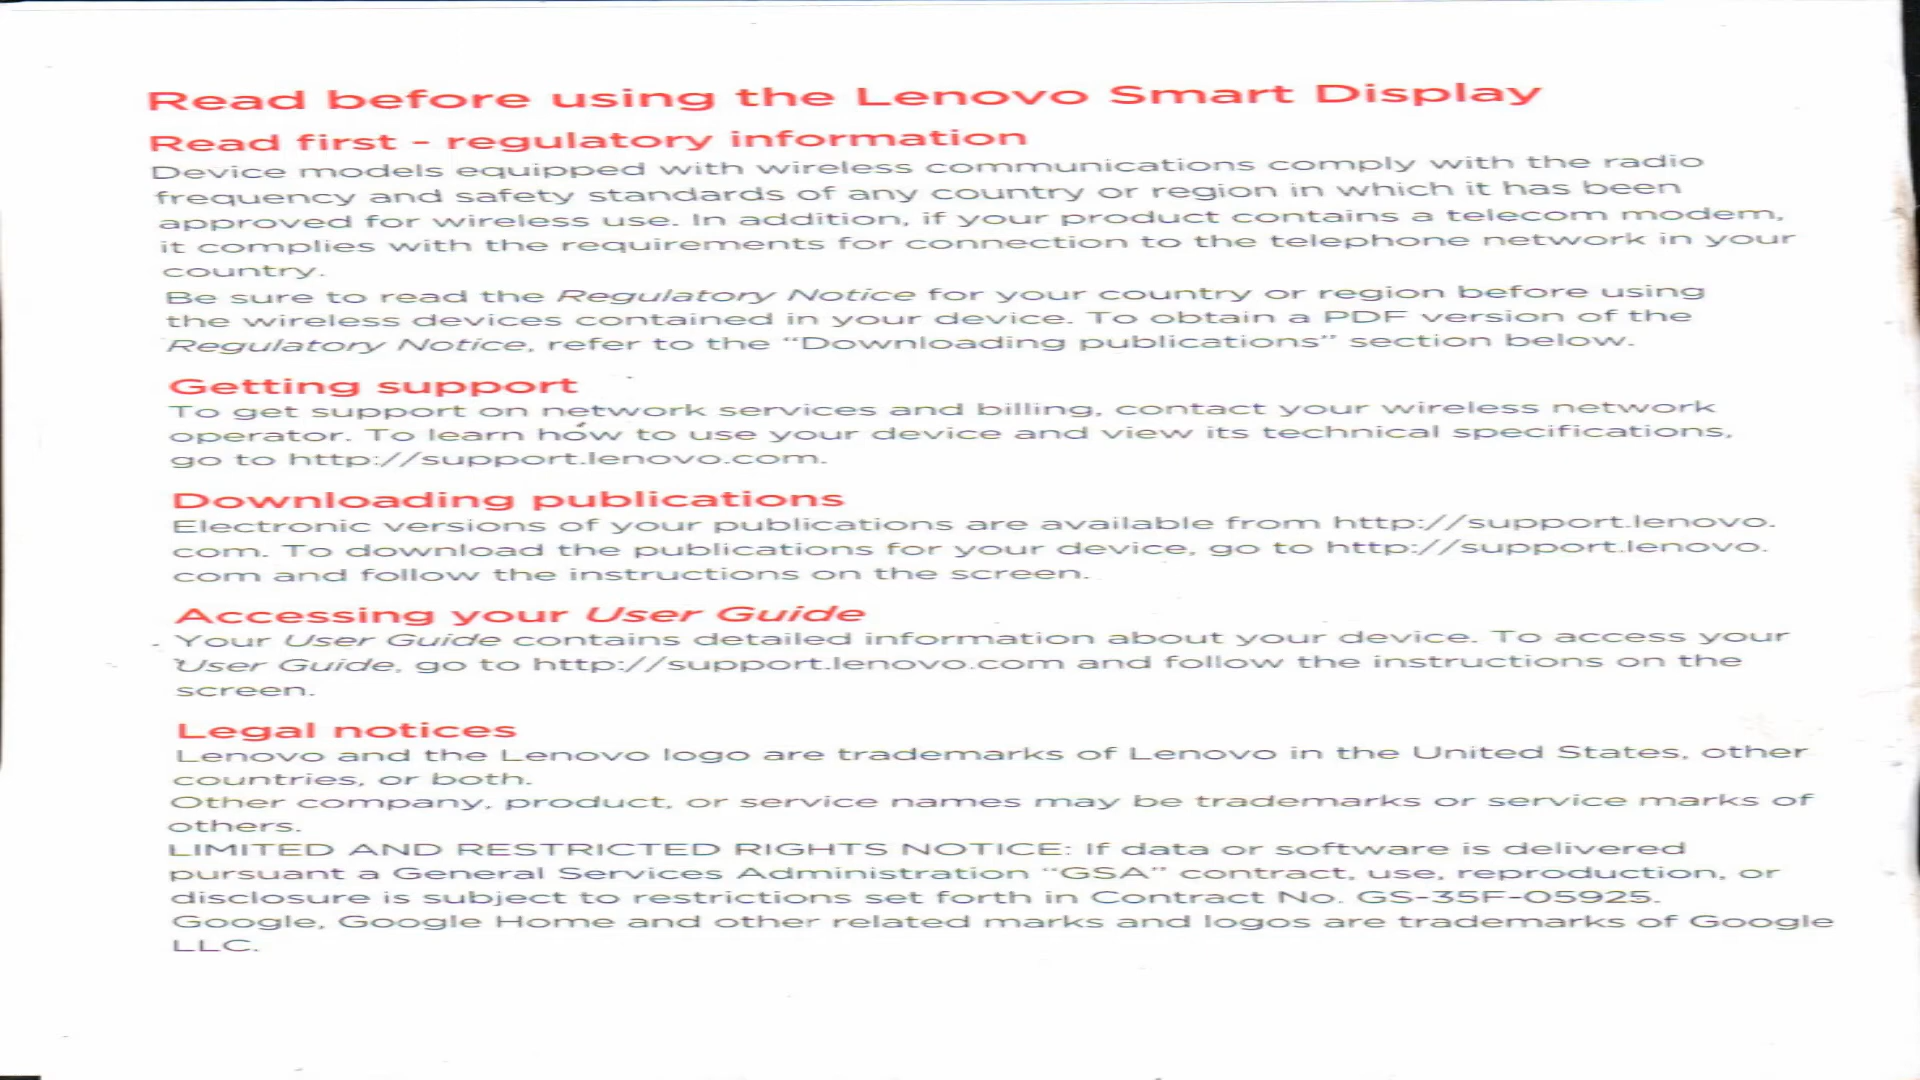 Read before using the Lenovo Smart Display
Read first - regulatory information
Device models equipped with wireless communications comply with the radio
frequency and safety standards of any country or region in which it has been
approved for wireless use. In addition, if your product contains a telecom modem,
it complies with the requirements for connection to the telephone network in your
country.
Be sure to read the Regulatory Notice for your country or region before using
the wireless devices contained in your device. To obtain a PDF version of the
Regulatory Notice, refer to the “Downloading publications” section below.
Getting support
To get support on network services and billing, contact your wireless network
operator. To learn how to use your device and view its technical specifications,
go to http://support.lenovo.com.
Downloading publications
Electronic versions of your publications are available from http://support.lenovo.
com. To download the publications for your device, go to http://support.lenovo.
com and follow the instructions on the screen.
Accessing your User Guide
Your User Guide contains detailed information about your device. To access your
User Guide, go to http://support.lenovo.com and follow the instructions on the
screen.
Legal notices
Lenovo and the Lenovo logo are trademarks of Lenovo in the United States, other
countries, or both.
Other company, product, or service names may be trademarks or service marks of
others.
LIMITED AND RESTRICTED RIGHTS NOTICE: If data or software is delivered
pursuant a General Services Administration “GSA” contract, use, reproduction, or
disclosure is subject to restrictions set forth in Contract No. GS-35F-05925.
Google, Google Home and other related marks and logos are trademarks of Google
LLC.